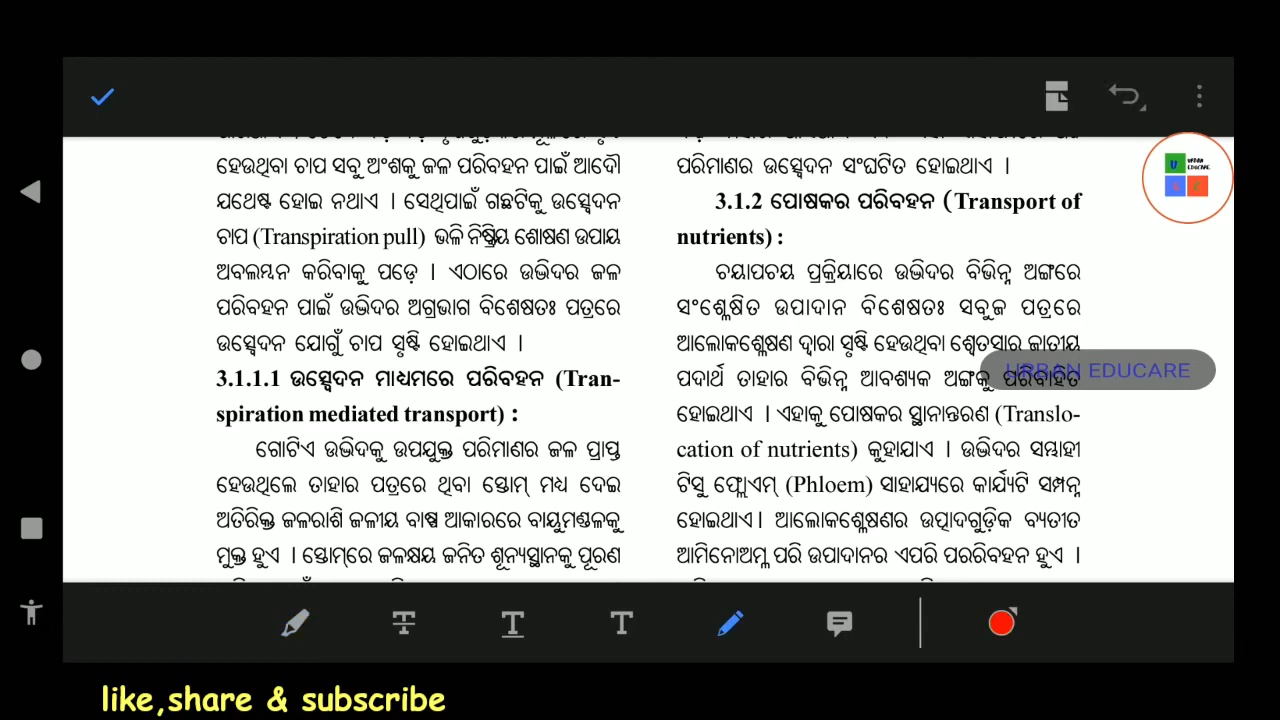 ହେଉଥିବା ଚାପ ସବୁ ଅଂଶକୁ ଜଳ ପରିବହନ ପାଇଁ ଆଦୌ
ଯଥେଷ୍ଟ ହୋଇ ନଥାଏ । ସେଥିପାଇଁ ଗଛଟିକୁ ଉତ୍ସ୍ୱେଦନ
ଚାପ (Transpiration pull) ଭଳି ନିଷ୍କ୍ରିୟ ଶୋଷଣ ଉପାୟ
ଅବଲମ୍ବନ କରିବାକୁ ପଡ଼େ । ଏଠାରେ ଉଦ୍ଭିଦର ଜଳ
ପରିବହନ ପାଇଁ ଉଦ୍ଭିଦର ଅଗ୍ରଭାଗ ବିଶେଷତଃ ପତ୍ରରେ
ଉତ୍ସ୍ୱେଦନ ଯୋଗୁଁ ଚାପ ସୃଷ୍ଟି ହୋଇଥାଏ ।
3.1.1.1 ଉତ୍ସ୍ୱେଦନ ମାଧ୍ୟମରେ ପରିବହନ (Tran-
spiration mediated transport) :
ଗୋଟିଏ ଉଦ୍ଭିଦକୁ ଉପଯୁକ୍ତ ପରିମାଣର ଜଳ ପ୍ରାପ୍ତ
ହେଉଥିଲେ ତାହାର ପତ୍ରରେ ଥିବା ସ୍ତୋମ୍ ମଧ୍ୟ ଦେଇ
ଅତିରିକ୍ତ ଜଳରାଶି ଜଳୀୟ ବାଷ୍ପ ଆକାରରେ ବାୟୁମଣ୍ଡଳକୁ
ମୁକ୍ତ ହୁଏ । ସ୍ତୋମ୍‌ରେ ଜଳକ୍ଷୟ ଜନିତ ଶୂନ୍ୟସ୍ଥାନକୁ ପୂରଣ
ପରିମାଣର ଉତ୍ସ୍ୱେଦନ ସଂଘଟିତ ହୋଇଥାଏ ।
3.1.2 ପୋଷକର ପରିବହନ (Transport of
nutrients) :
ଚୟାପଚୟ ପ୍ରକ୍ରିୟାରେ ଉଦ୍ଭିଦର ବିଭିନ୍ନ ଅଙ୍ଗରେ
ସଂଶ୍ଳେଷିତ ଉପାଦାନ ବିଶେଷତଃ ସବୁଜ ପତ୍ରରେ
ଆଲୋକଶ୍ଳେଷଣ ଦ୍ୱାରା ସୃଷ୍ଟି ହେଉଥିବା ଶ୍ୱେତସାର ଜାତୀୟ
ପଦାର୍ଥ ତାହାର ବିଭିନ୍ନ ଆବଶ୍ୟକ ଅଙ୍ଗକୁ ପରିବାହିତ
ହୋଇଥାଏ । ଏହାକୁ ପୋଷକର ସ୍ଥାନାନ୍ତରଣ (Translo-
cation of nutrients) କୁହାଯାଏ । ଉଦ୍ଭିଦର ସମ୍ବାହୀ
ଟିସୁ ଫ୍ଲୋଏମ୍ (Phloem) ସାହାଯ୍ୟରେ କାର୍ଯ୍ୟଟି ସମ୍ପନ୍ନ
ହୋଇଥାଏ। ଆଲୋକଶ୍ଳେଷଣର ଉତ୍ପାଦଗୁଡ଼ିକ ବ୍ୟତୀତ
ଆମିନୋଅମ୍ଳ ପରି ଉପାଦାନର ଏପରି ପରରିବହନ ହୁଏ ।
URBAN
EDUCARE
URBAN EDUCARE
like,share & subscribe